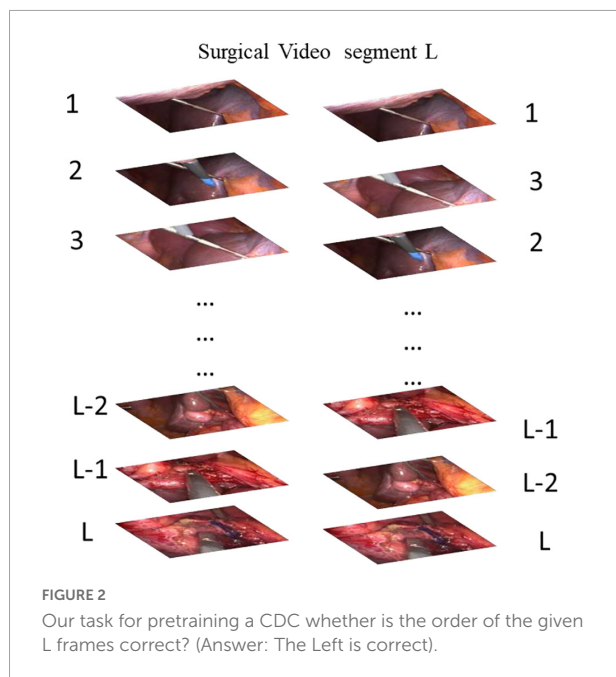 Surgical Video segment L
1
1
2
3
3
2
...
...
...
...
...
...
L-2
L-1
L-1
L-2
L
L
FIGURE 2
Our task for pretraining a CDC whether is the order of the given
L frames correct? (Answer: The Left is correct).